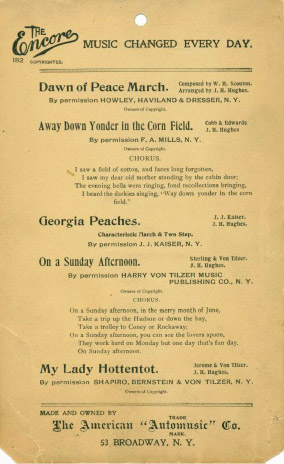 THE
Encore
182 COPYRIGHTED.
MUSIC CHANGED EVERY DAY.
Dawn of Peace March.
Composed by W. H. Scouton.
Arranged by J. H. Hughes.
By permission HOWLEY, HAVILAND & DRESSER, N. Y.
Owners of Copyright.
Away Down Yonder in the Corn Field.
Cobb & Edwards
J. H. Hughes
By permission F. A. MILLS, N. Y.
Owners of Copyright.
CHORUS.
I saw a field of cotton, and faces long forgotten,
I saw my dear old mother standing by the cabin door;
The evening bells were ringing, fond recollections bringing,
I heard the darkies singing, "Way down yonder in the corn
field."
Georgia Peaches.
J. J. Kaiser.
J. H. Hughes.
Characteristic March & Two Step.
By permission J. J. KAISER, N. Y.
On a Sunday Afternoon.
Sterling & Von Tilzer.
J. H. Hughes.
By permission HARRY VON TILZER MUSIC
PUBLISHING CO., N. Y.
Owners of Copyright.
CHORUS.
On a Sunday afternoon, in the merry month of June,
Take a trip up the Hudson or down the bay,
Take a trolley to Coney or Rockaway;
On a Sunday afternoon, you can see the lovers spoon,
They work hard on Monday but one day that's fun day,
On Sunday afternoon.
My Lady Hottentot.
Jerome & Von Tilzer.
J. H. Hughes.
By permission SHAPIRO, BERNSTEIN & VON TILZER, N. Y.
Owners of Copyright.
MADE AND OWNED BY
TRADE
The American "Automusic" Co.
MARK.
53 BROADWAY, N. Y.